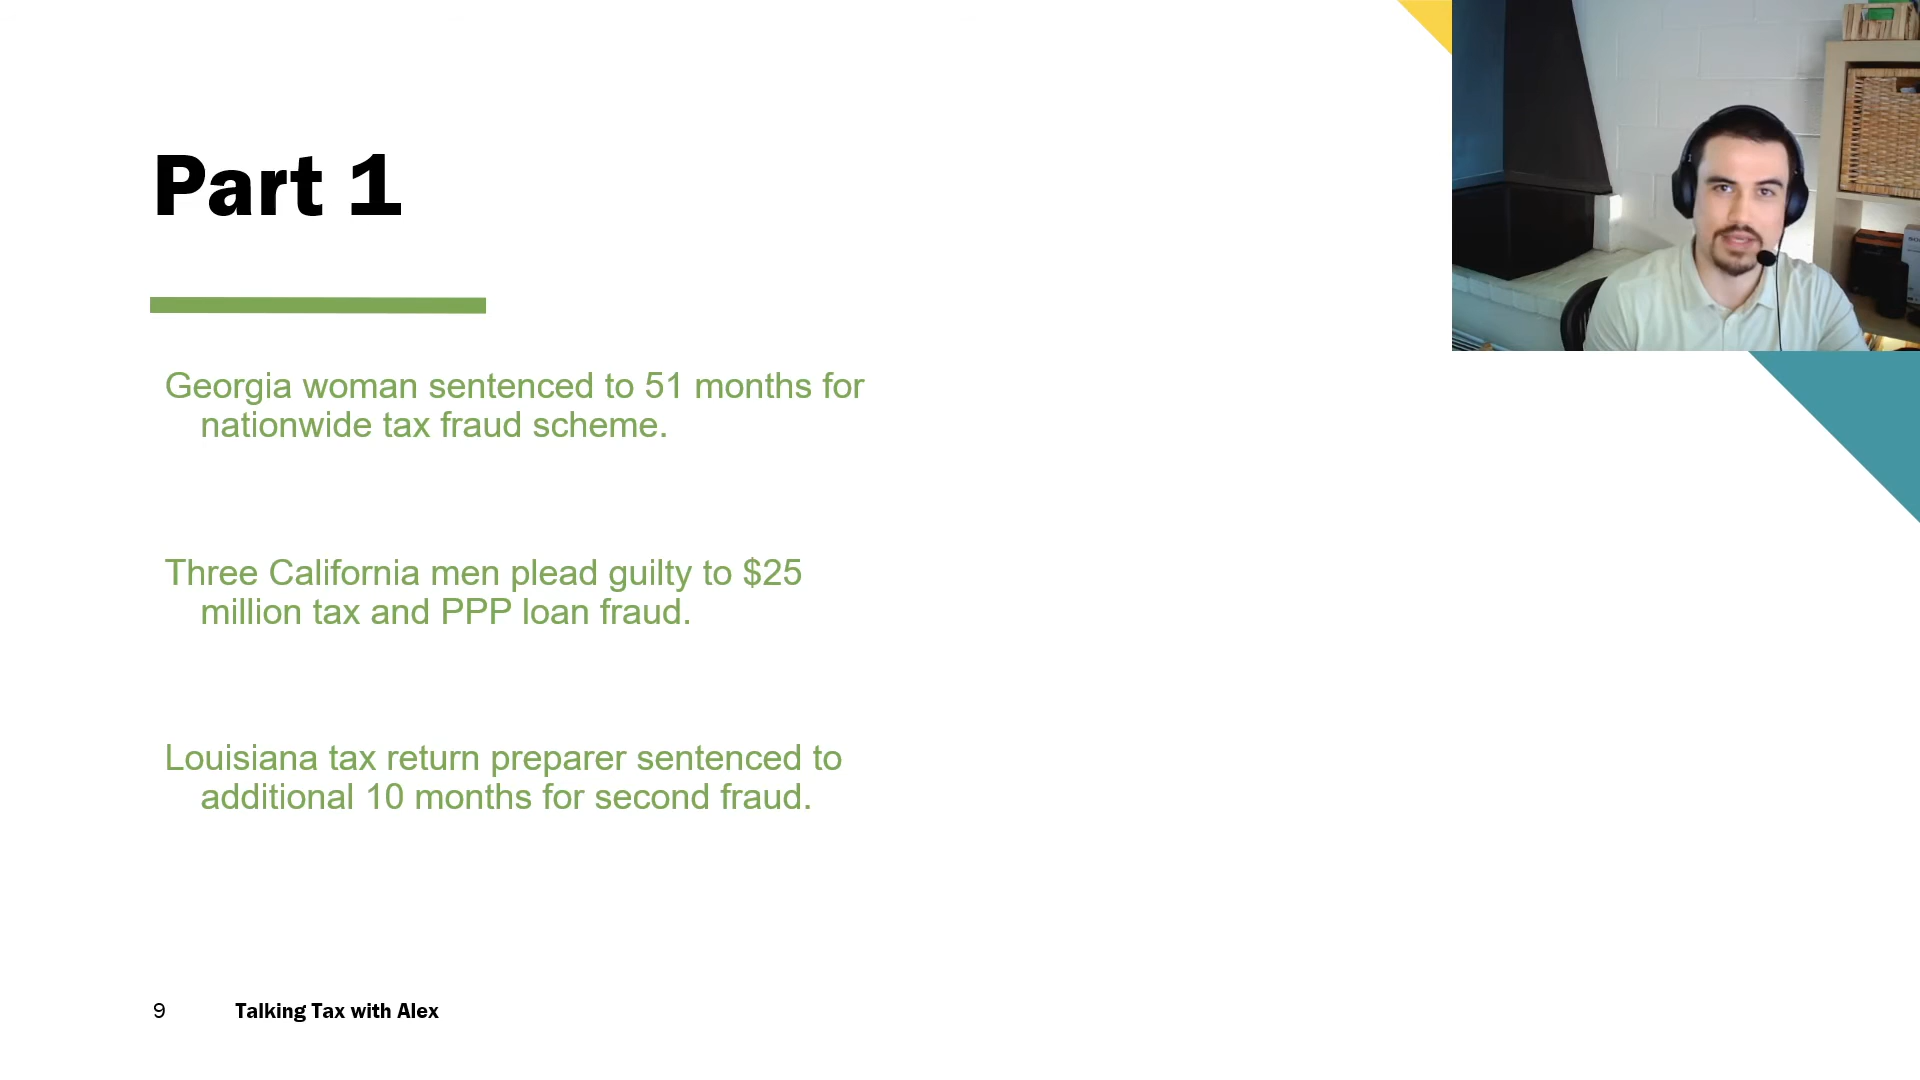 Part 1
Georgia woman sentenced to 51 months for
nationwide tax fraud scheme.
Three California men plead guilty to $25
million tax and PPP loan fraud.
Louisiana tax return preparer sentenced to
additional 10 months for second fraud.
9 Talking Tax with Alex